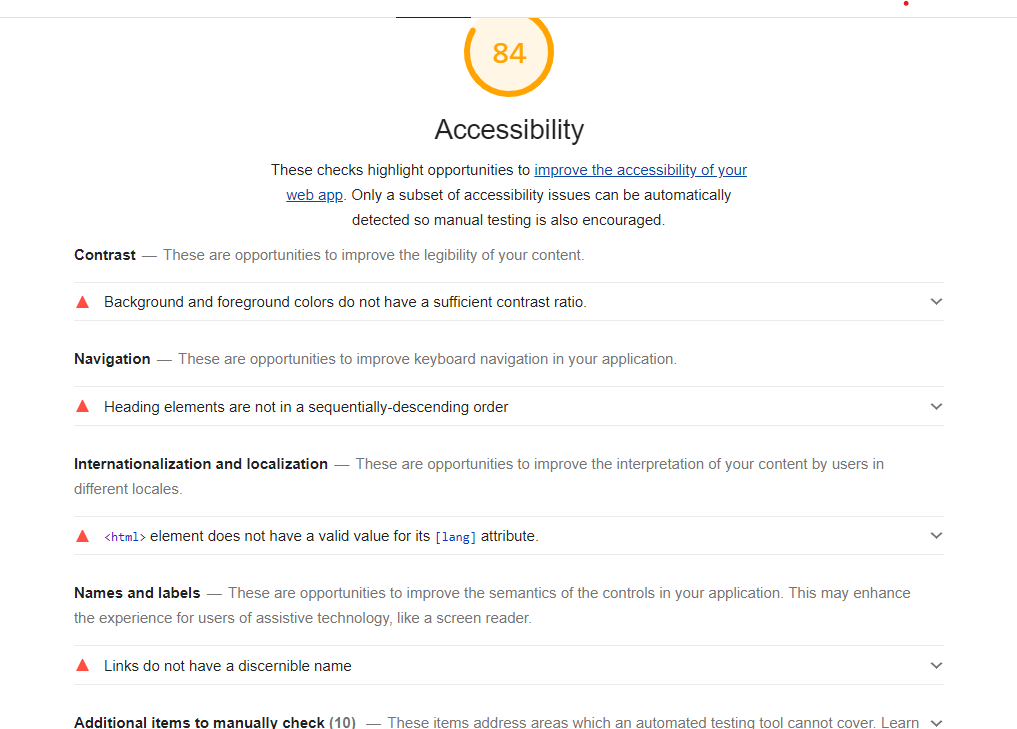 84
Accessibility
These checks highlight opportunities to improve the accessibility of your
web app. Only a subset of accessibility issues can be automatically
detected so manual testing is also encouraged.
Contrast — These are opportunities to improve the legibility of your content.
Background and foreground colors do not have a sufficient contrast ratio.
Navigation — These are opportunities to improve keyboard navigation in your application.
Heading elements are not in a sequentially-descending order
Internationalization and localization — These are opportunities to improve the interpretation of your content by users in
different locales.
<html> element does not have a valid value for its [lang] attribute.
Names and labels — These are opportunities to improve the semantics of the controls in your application. This may enhance
the experience for users of assistive technology, like a screen reader.
Links do not have a discernible name
Additional items to manually check (10) — These items address areas which an automated testing tool cannot cover. Learn